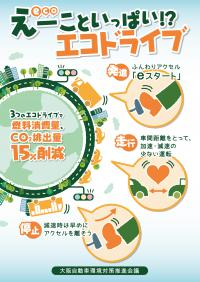 eco
えーこといっぱい!?
エコドライブ
発進
ふんわりアクセル
「eスタート」
3つのエコドライブで
燃料消費量、
CO2排出量
15%削減
走行
車間距離をとって、
加速・減速の
少ない運転
停止
減速時は早めに
アクセルを離そう
大阪自動車環境対策推進会議